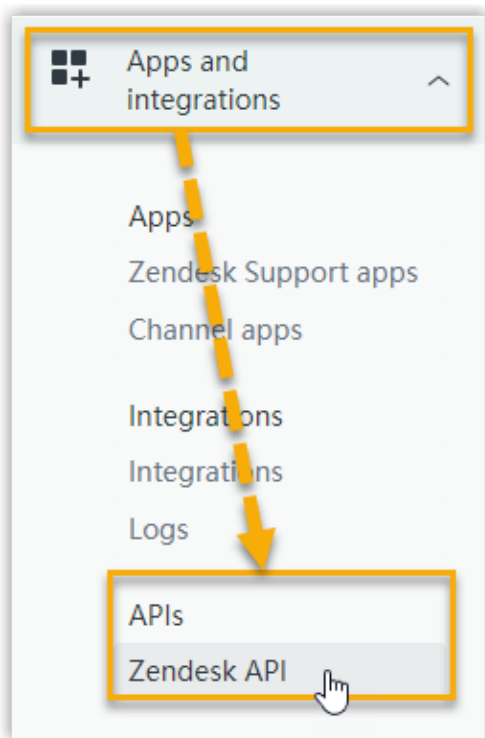 Apps and
integrations
Apps
Zendesk Support apps
Channel apps
Integrations
Integrations
Logs
APIs
Zendesk API